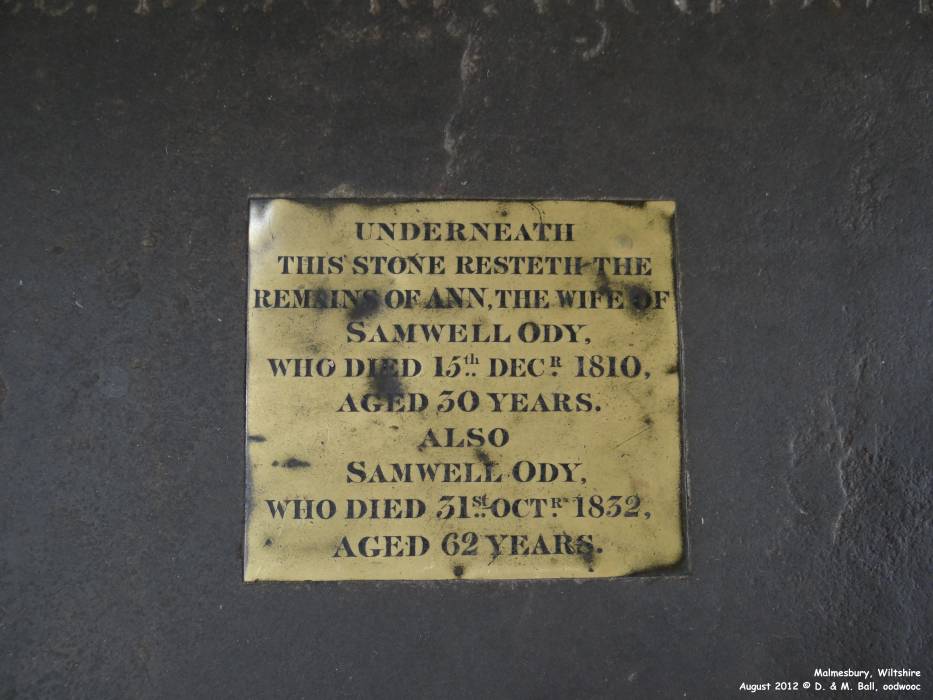 UNDERNEATH
THIS STONE RESTETH THE
REMAINS OF ANN, THE WIFE OF
SAMWELL ODY,
WHO DIED 15th DECR 1810,
AGED 30 YEARS.
ALSO
SAMWELL ODY,
WHO DIED 31st OCTR 1832,
AGED 62 YEARS.
Malmesbury, Wiltshire
August 2012 © D. & M. Ball, oodwooc